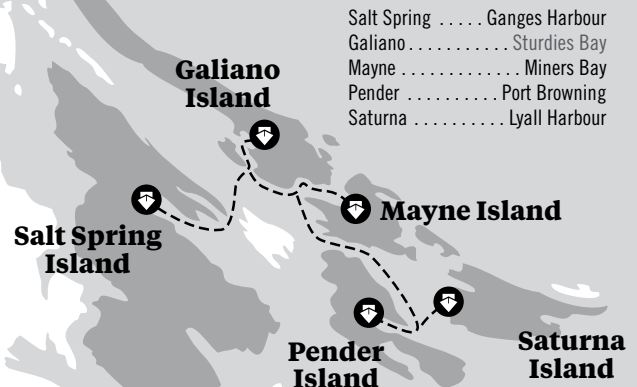 Salt Spring ..... Ganges Harbour
Galiano........... Sturdies Bay
Mayne ............. Miners Bay
Pender .......... Port Browning
Saturna .......... Lyall Harbour
Galiano
Island
Mayne Island
Salt Spring
Island
Pender
Island
Saturna
Island